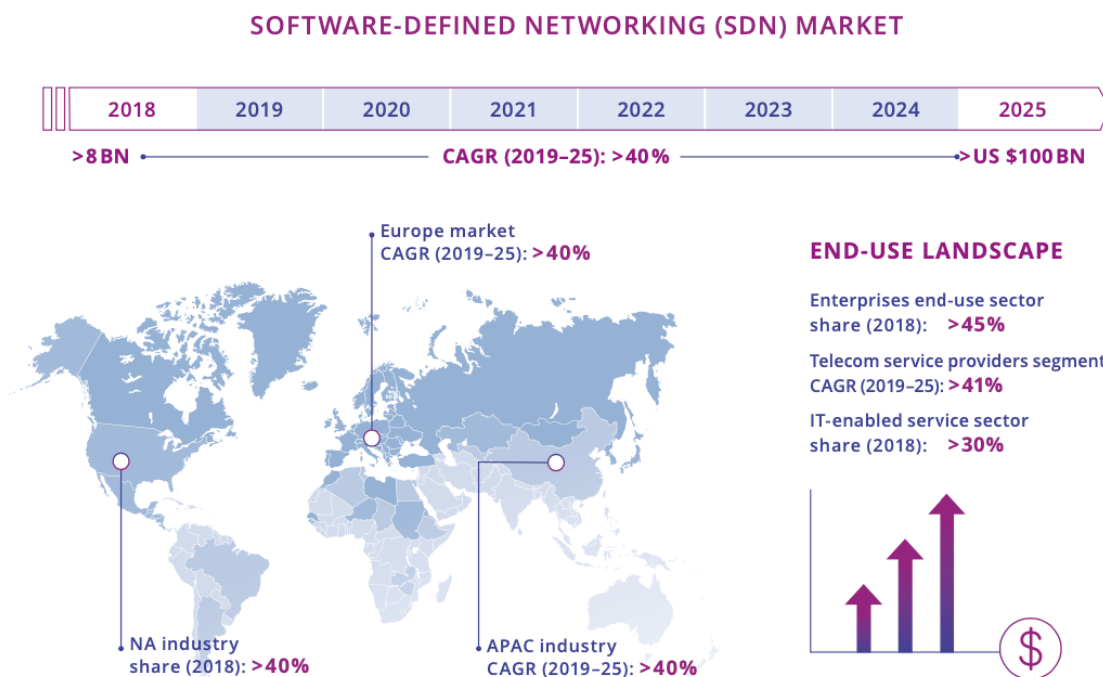 SOFTWARE-DEFINED NETWORKING (SDN) MARKET
2018 2019 2020 2021 2022 2023 2024 2025
>8 BN CAGR (2019–25): >40% >US $100 BN
Europe market
CAGR (2019–25): >40%
END-USE LANDSCAPE
Enterprises end-use sector
share (2018): >45%
Telecom service providers segment
CAGR (2019–25): >41%
IT-enabled service sector
share (2018): >30%
NA industry
share (2018): >40%
APAC industry
CAGR (2019–25): >40%
$